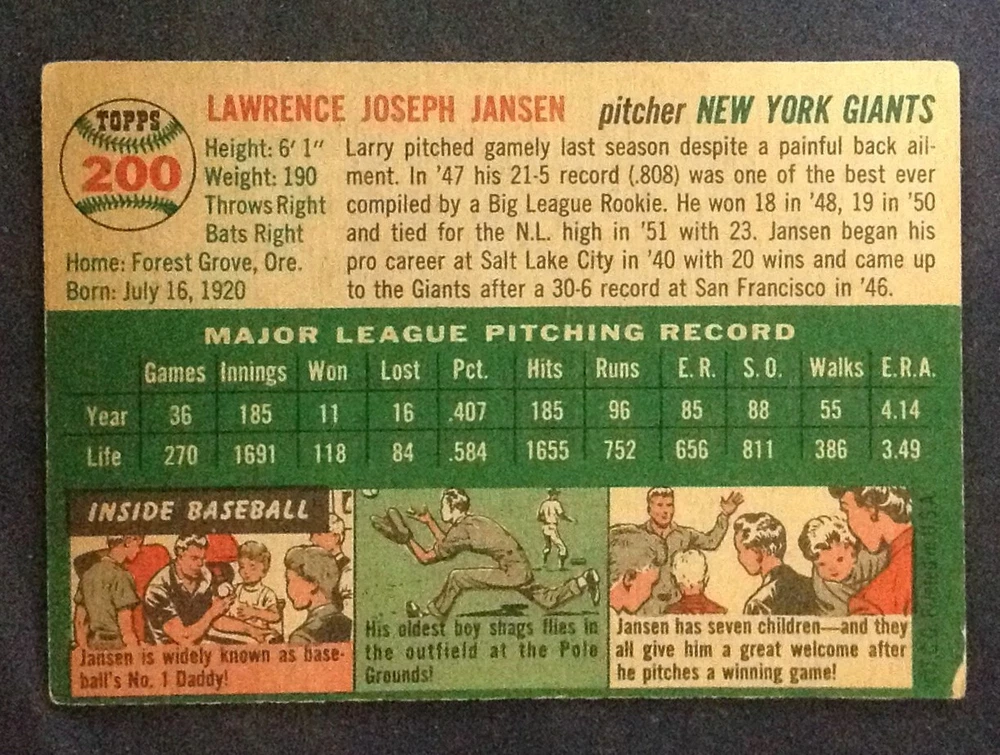 TOPPS
200
LAWRENCE JOSEPH JANSEN pitcher NEW YORK GIANTS
Height: 6' 1"
Weight: 190
Throws Right
Bats Right
Home: Forest Grove, Ore.
Born: July 16, 1920
Larry pitched gamely last season despite a painful back ail-
ment. In '47 his 21-5 record (.808) was one of the best ever
compiled by a Big League Rookie. He won 18 in '48, 19 in '50
and tied for the N.L. high in '51 with 23. Jansen began his
pro career at Salt Lake City in '40 with 20 wins and came up
to the Giants after a 30-6 record at San Francisco in '46.
MAJOR LEAGUE PITCHING RECORD
Games Innings Won Lost Pct. Hits Runs E. R. S. O. Walks E.R.A.
Year 36 185 11 16 .407 185 96 85 88 55 4.14
Life 270 1691 118 84 .584 1655 752 656 811 386 3.49
INSIDE BASEBALL
Jansen is widely known as base-
ball's No. 1 Daddy!
His oldest boy shags flies in
the outfield at the Polo
Grounds!
Jansen has seven children—and they
all give him a great welcome after
he pitches a winning game!